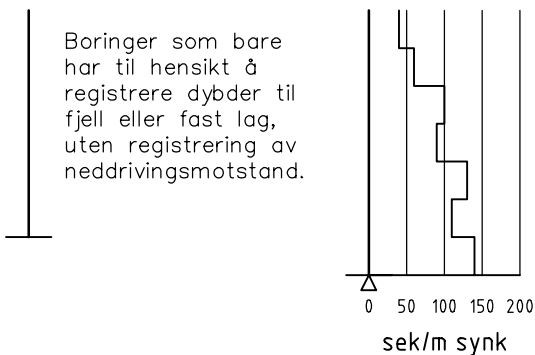 Boringer som bare
har til hensikt å
registrere dybder til
fjell eller fast lag,
uten registrering av
neddrivingsmotstand.
0 50 100 150 200
sek/m synk